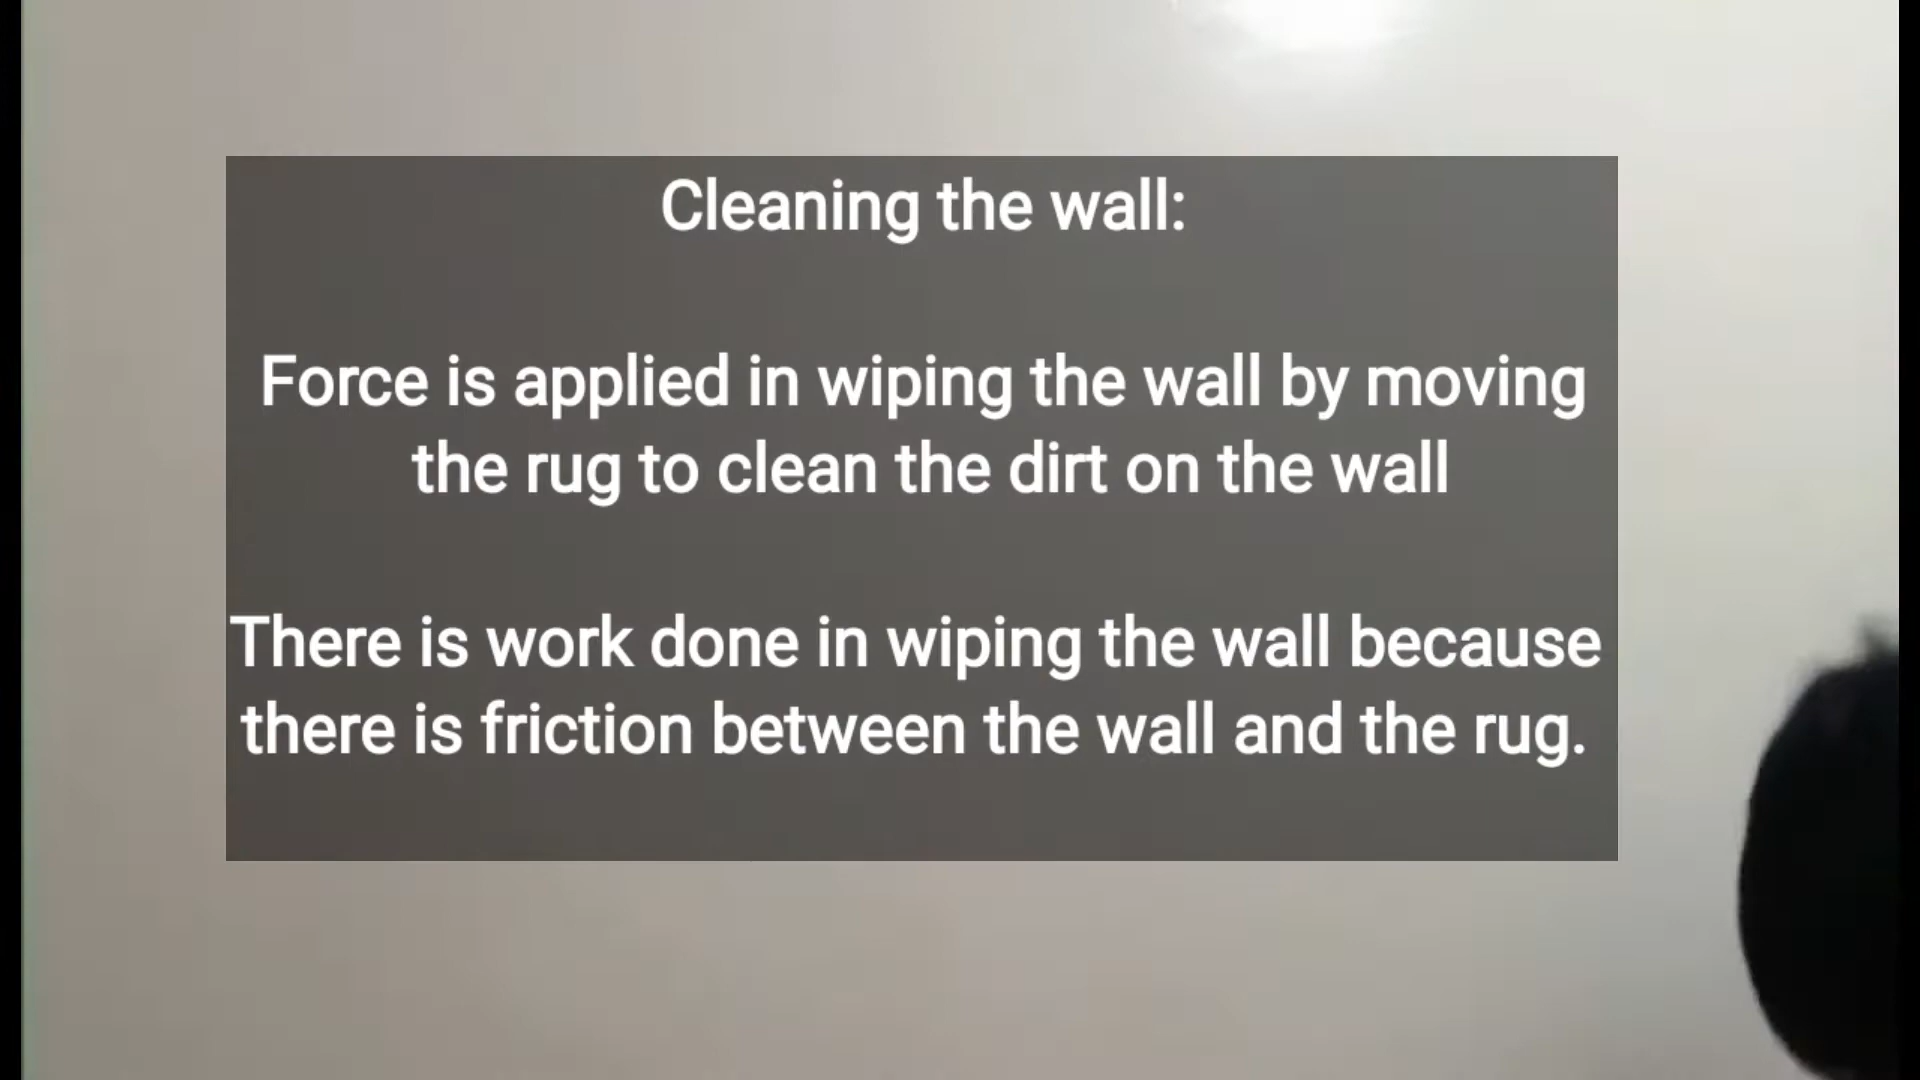 Cleaning the wall:
Force is applied in wiping the wall by moving
the rug to clean the dirt on the wall
There is work done in wiping the wall because
there is friction between the wall and the rug.